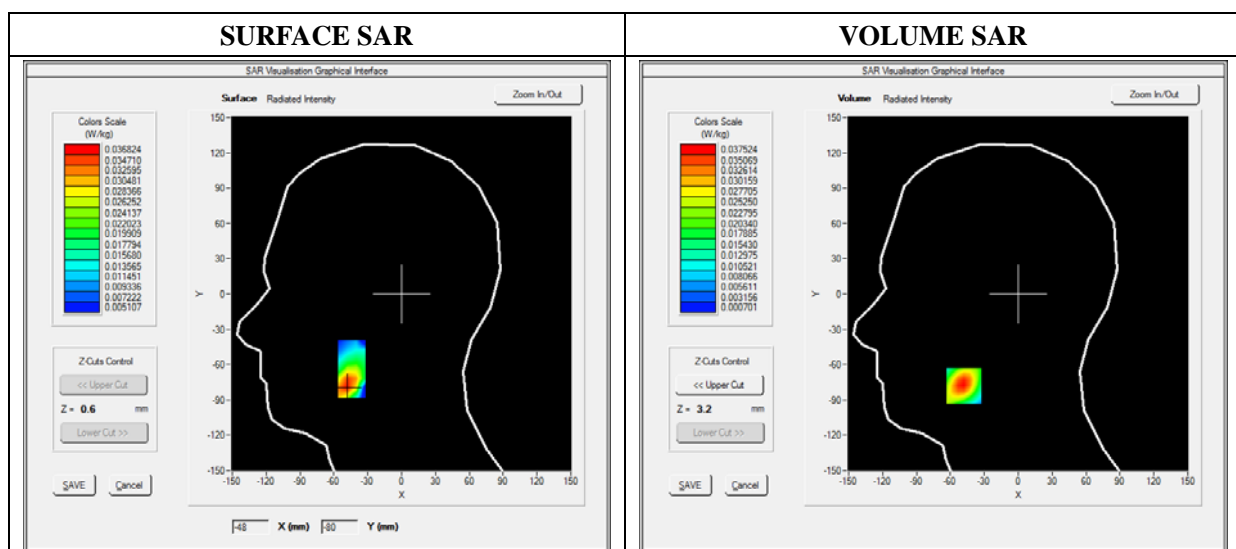 SURFACE SAR
SAR Visualisation Graphical Interface
Surface Radiated Intensity
Zoom In/Out
Colors Scale
(W/kg)
0.036824
0.034710
0.032595
0.030481
0.028366
0.026252
0.024137
0.022023
0.019909
0.017794
0.015680
0.013565
0.011451
0.009336
0.007222
0.005107
Z-Cuts Control
<< Upper Cut
Z = 0.6 mm
Lower Cut >>
SAVE Cancel
150
120
90
60
30
0
-30
-60
-90
-120
-150
Y
-150 -120 -90 -60 -30 0 30 60 90 120 150
X
-48 X (mm) -80 Y (mm)
VOLUME SAR
SAR Visualisation Graphical Interface
Volume Radiated Intensity
Zoom In/Out
Colors Scale
(W/kg)
0.037524
0.035069
0.032614
0.030159
0.027705
0.025250
0.022795
0.020340
0.017885
0.015430
0.012975
0.010521
0.008066
0.005611
0.003156
0.000701
Z-Cuts Control
<< Upper Cut
Z = 3.2 mm
Lower Cut >>
SAVE Cancel
150
120
90
60
30
0
-30
-60
-90
-120
-150
Y
-150 -120 -90 -60 -30 0 30 60 90 120 150
X